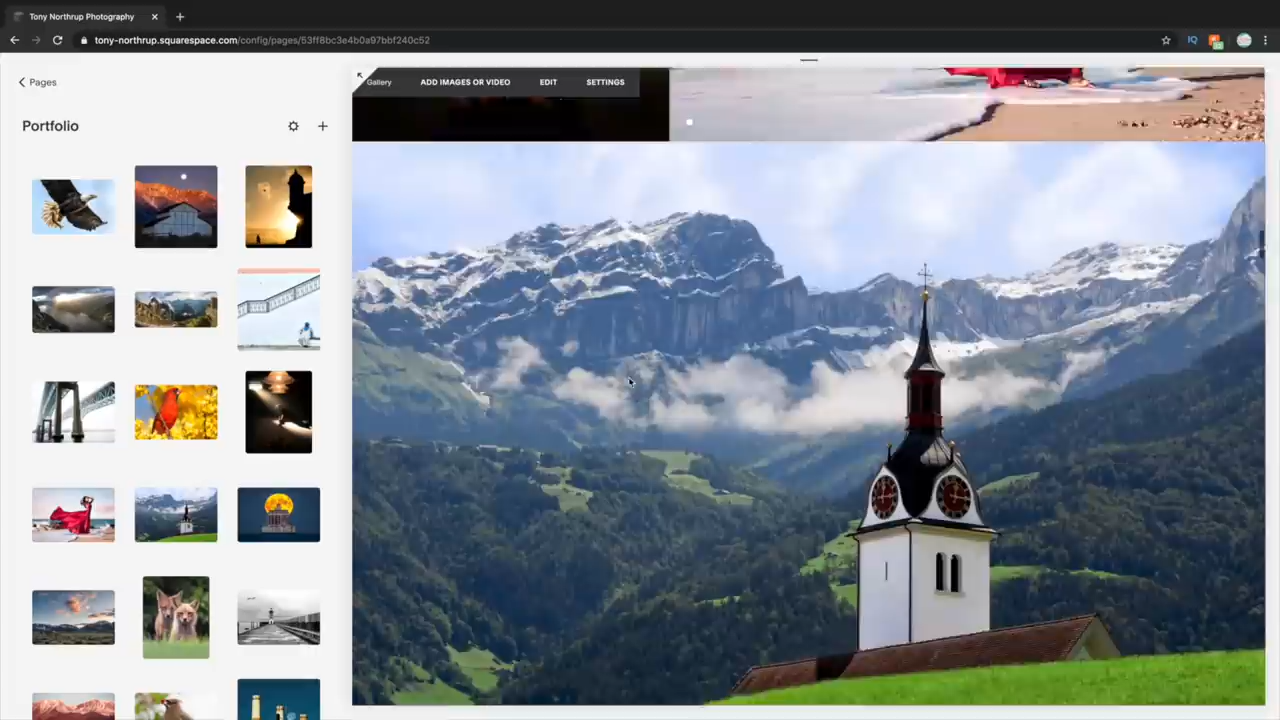 Tony Northrup Photography
tony-northrup.squarespace.com/config/pages/53ff8bc3e4b0a97bbf240c52
IQ
Pages
Gallery ADD IMAGES OR VIDEO EDIT SETTINGS
Portfolio